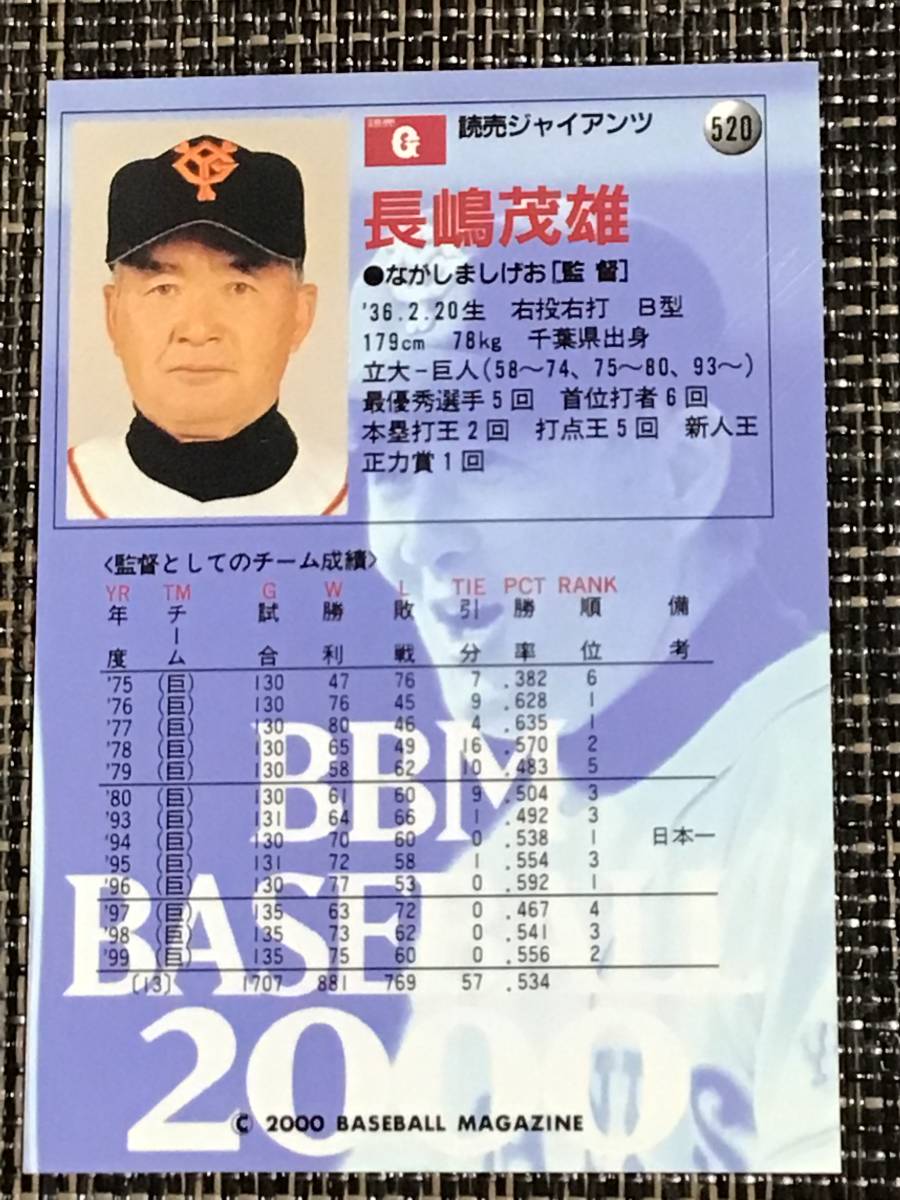 読売
G
読売ジャイアンツ
520
長嶋茂雄
●ながしましげお[監 督]
'36.2.20生 右投右打 B型
179cm 78kg 千葉県出身
立大−巨人(58〜74、75〜80、93〜)
最優秀選手5回 首位打者6回
本塁打王2回 打点王5回 新人王
正力賞1回
〈監督としてのチーム成績〉
YR TM G W L TIE PCT RANK
年度 チーム 試合 勝利 敗戦 引分 勝率 順位 備考
'75 (巨) 130 47 76 7 .382 6
'76 (巨) 130 76 45 9 .628 1
'77 (巨) 130 80 46 4 .635 1
'78 (巨) 130 65 49 16 .570 2
'79 (巨) 130 58 62 10 .483 5
'80 (巨) 130 61 60 9 .504 3
'93 (巨) 131 64 66 1 .492 3
'94 (巨) 130 70 60 0 .538 1 日本一
'95 (巨) 131 72 58 1 .554 3
'96 (巨) 130 77 53 0 .592 1
'97 (巨) 135 63 72 0 .467 4
'98 (巨) 135 73 62 0 .541 3
'99 (巨) 135 75 60 0 .556 2
[13] 1707 881 769 57 .534
BBM
BASEBALL
2000
© 2000 BASEBALL MAGAZINE